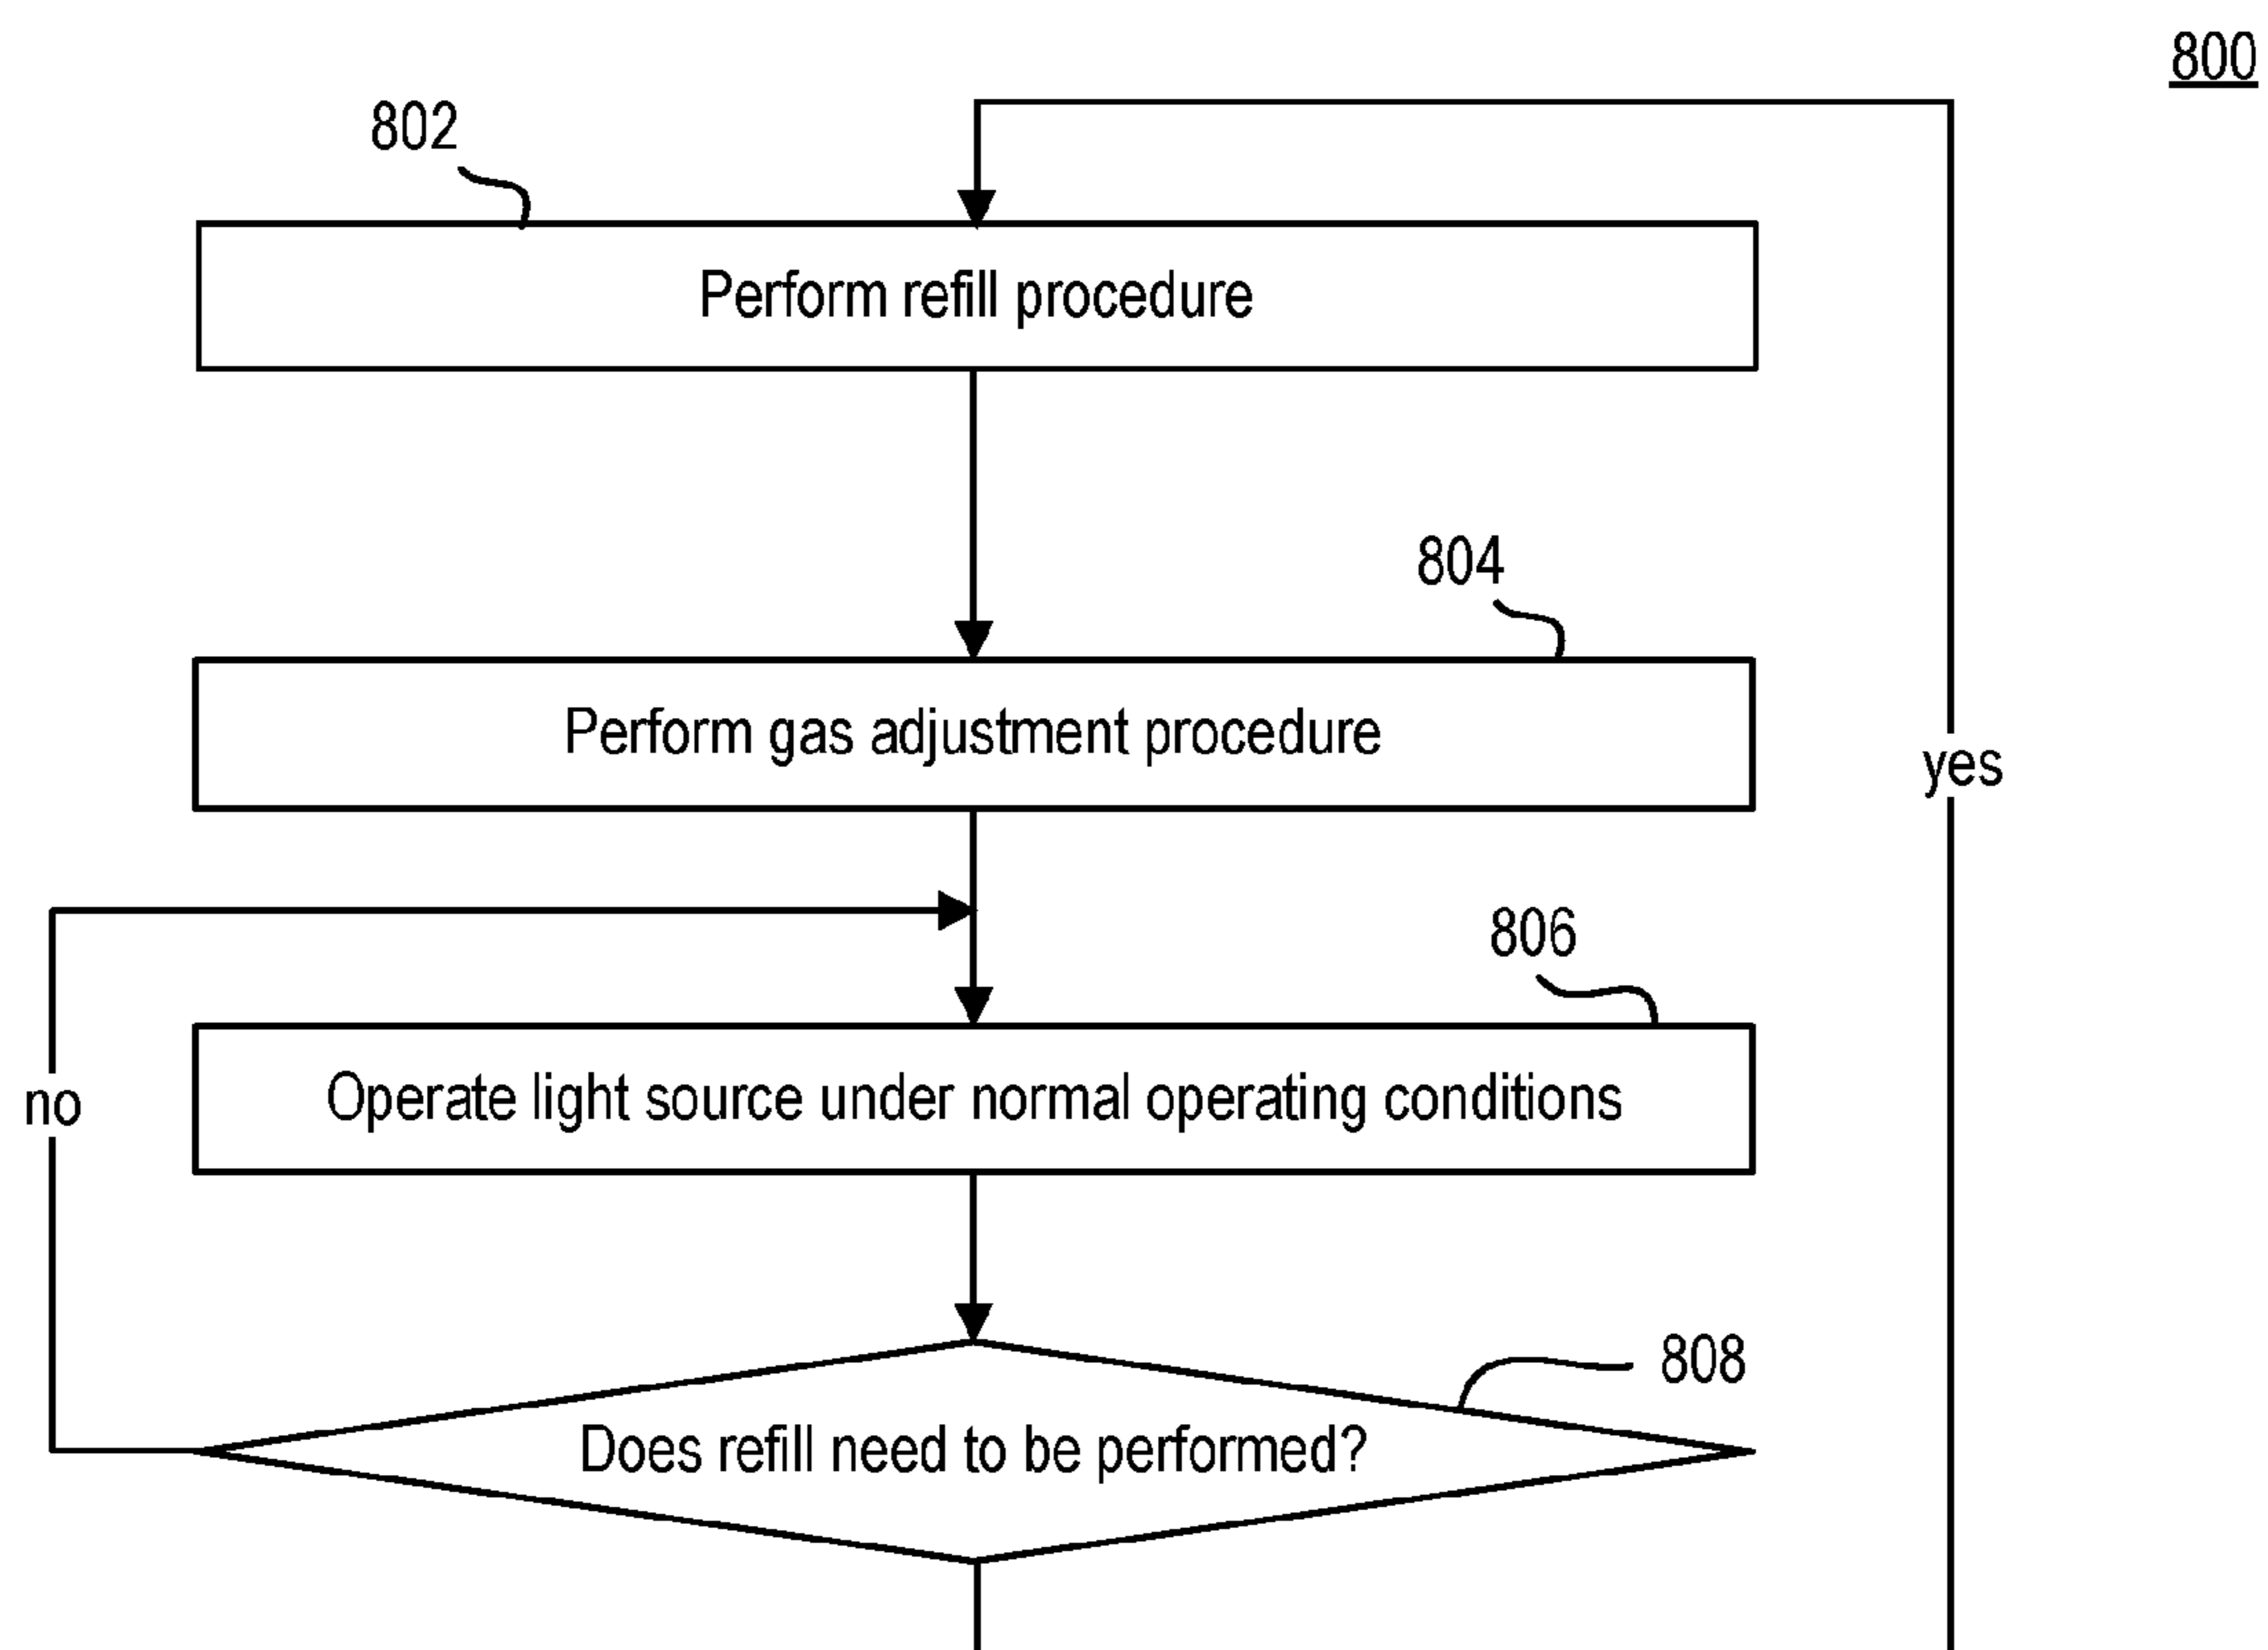 800
802
Perform refill procedure
804
Perform gas adjustment procedure
yes
806
Operate light source under normal operating conditions
no
808
Does refill need to be performed?